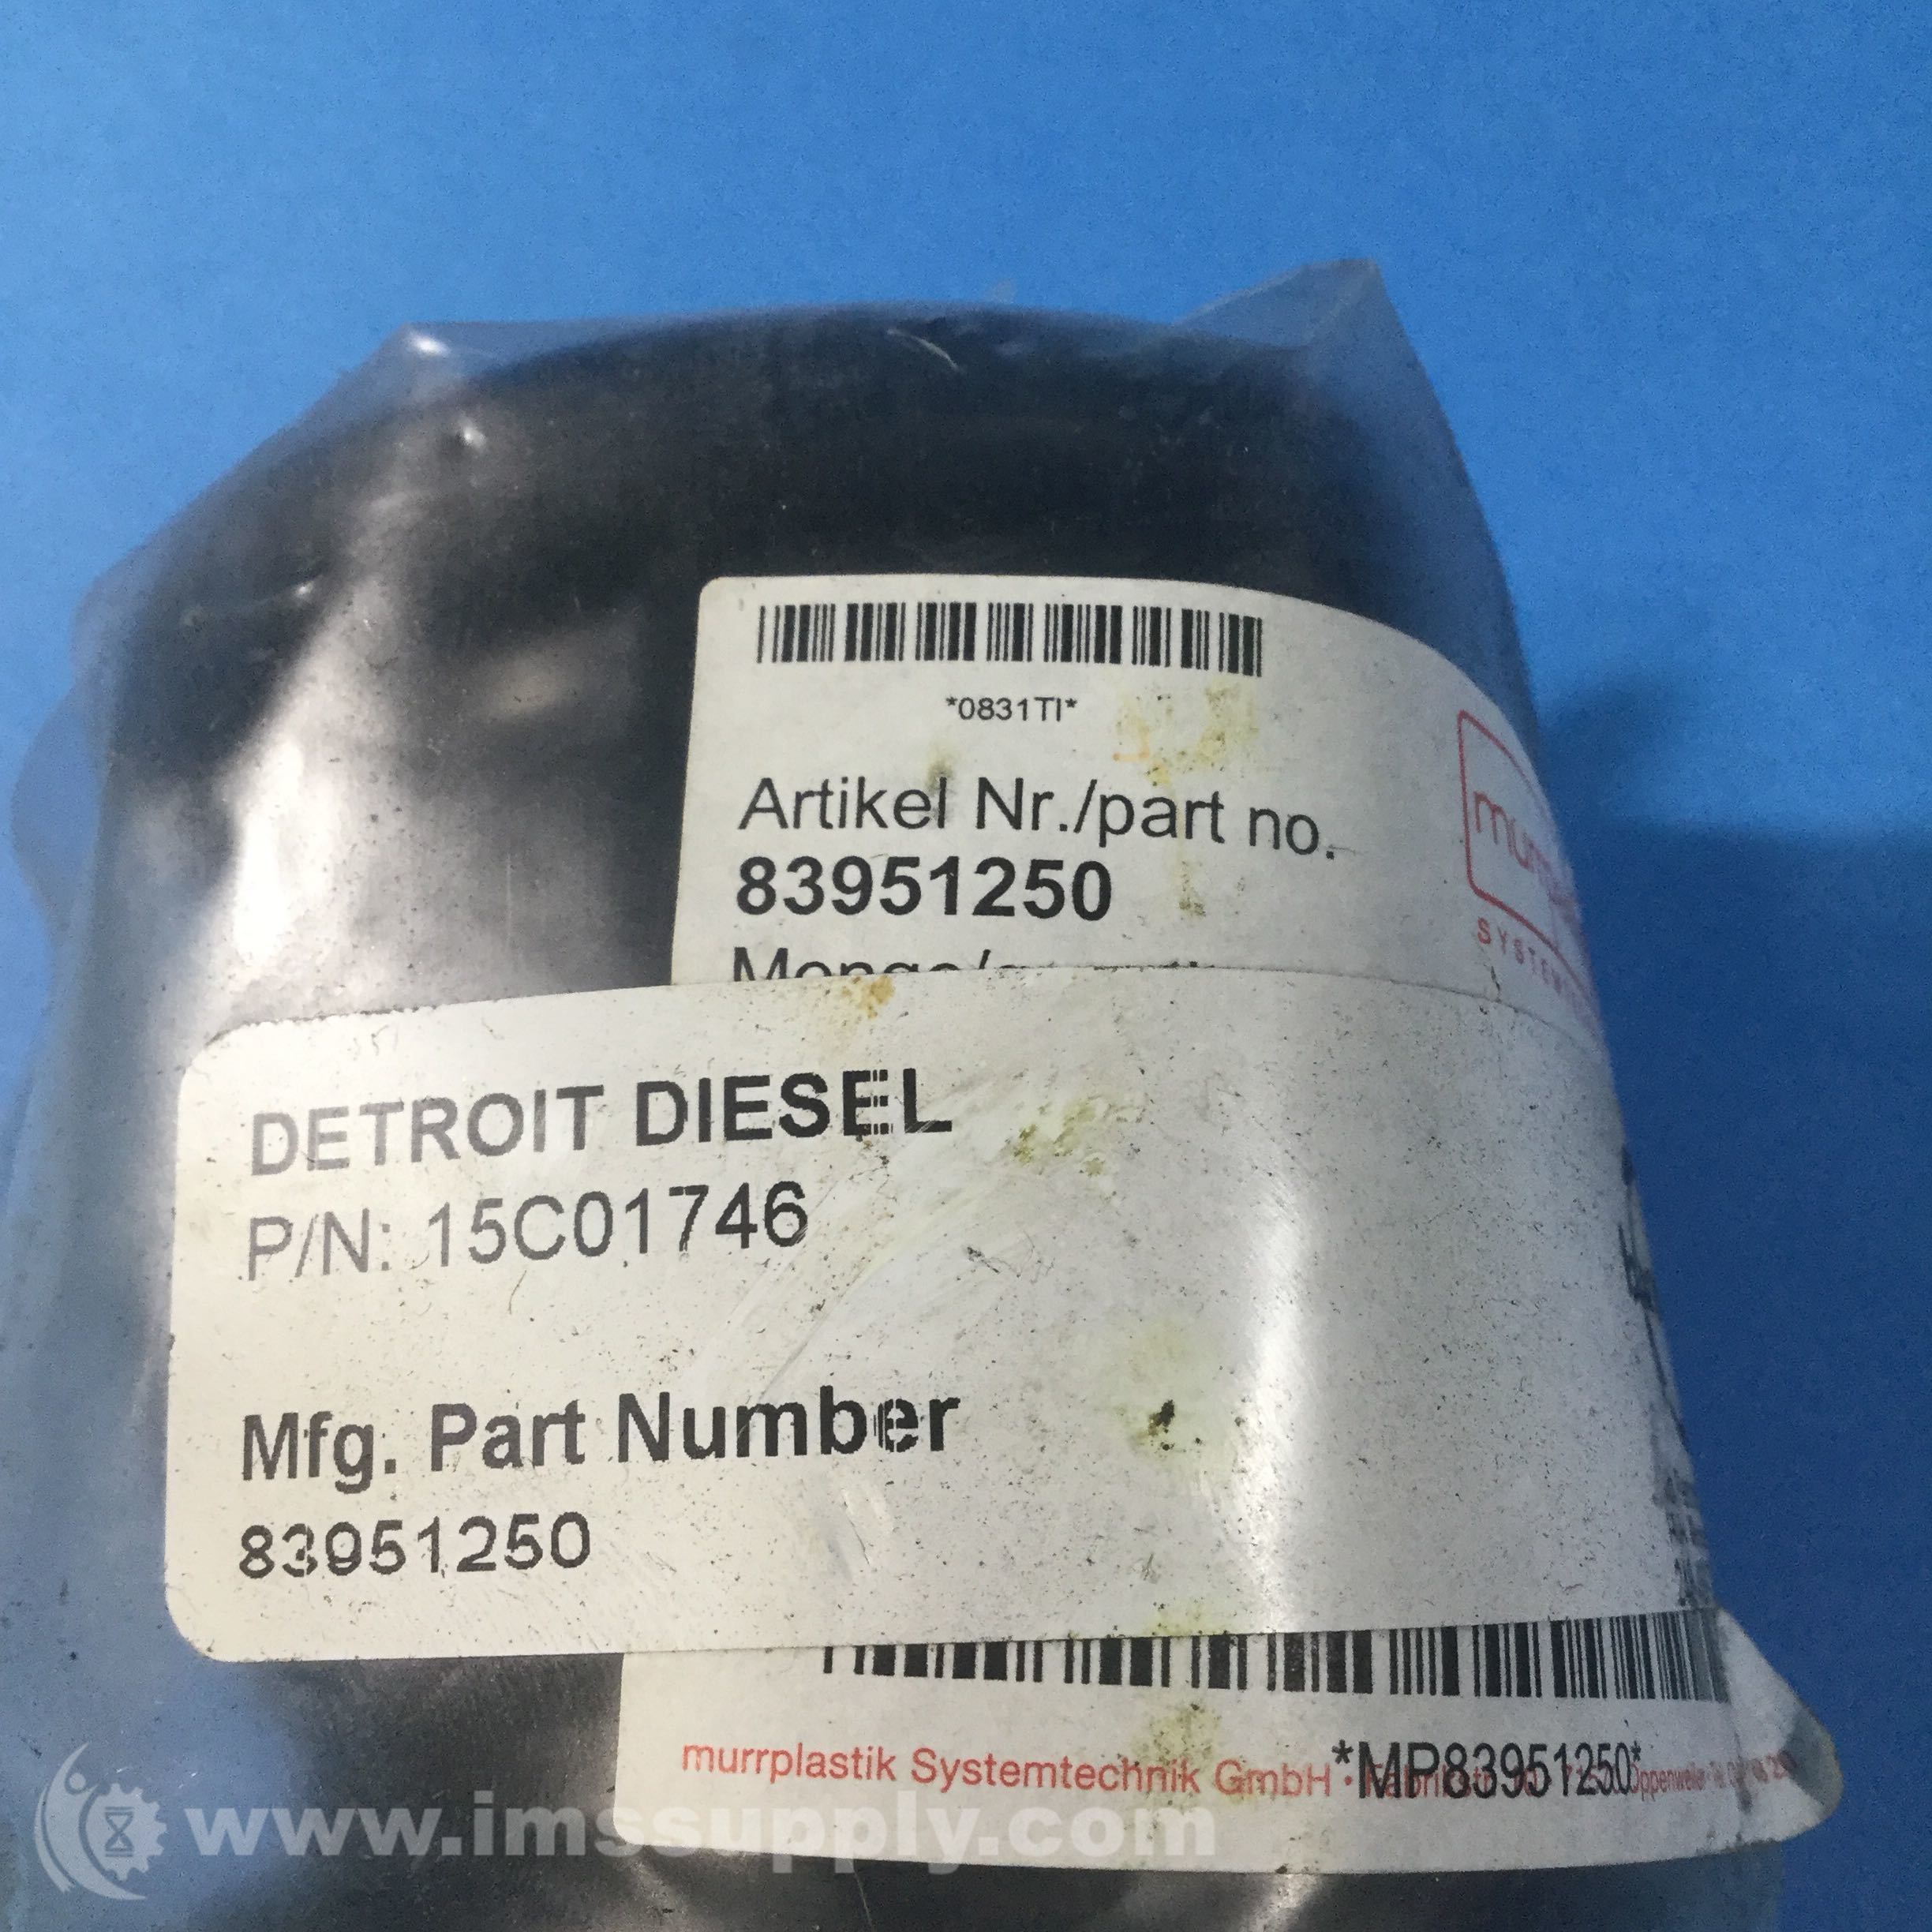 *0831TI*
Artikel Nr./part no.
83951250
SYSTEM
DETROIT DIESEL
P/N: 15C01746
Mfg. Part Number
83951250
murrplastik Systemtechnik GmbH
*MP83951250*
www.imssupply.com